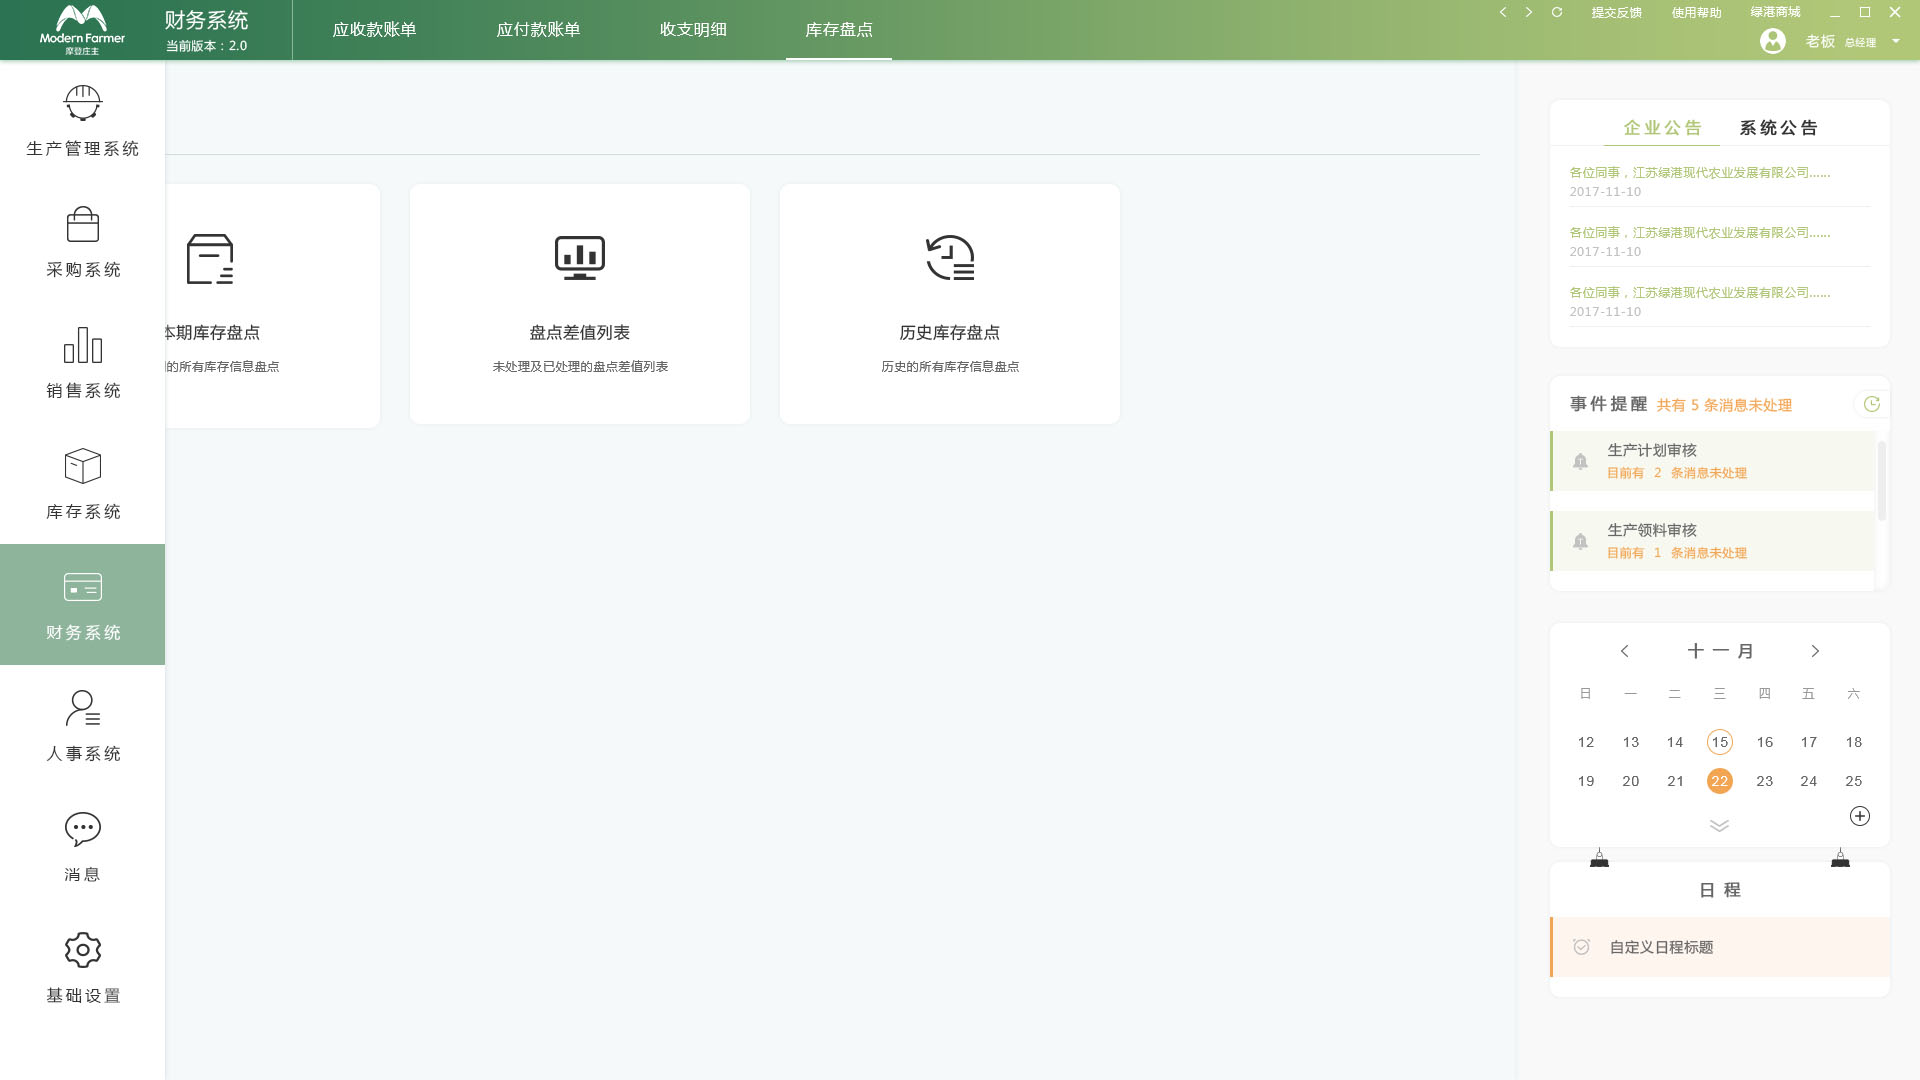 Modern Farmer
摩登庄主
财务系统
当前版本：2.0
应收款账单
应付款账单
收支明细
库存盘点
提交反馈
使用帮助
绿港商城
老板 总经理
生产管理系统
采购系统
销售系统
库存系统
财务系统
人事系统
消息
基础设置
本期库存盘点
的所有库存信息盘点
盘点差值列表
未处理及已处理的盘点差值列表
历史库存盘点
历史的所有库存信息盘点
企业公告 系统公告
各位同事，江苏绿港现代农业发展有限公司......
2017-11-10
各位同事，江苏绿港现代农业发展有限公司......
2017-11-10
各位同事，江苏绿港现代农业发展有限公司......
2017-11-10
事件提醒 共有 5 条消息未处理
生产计划审核
目前有 2 条消息未处理
生产领料审核
目前有 1 条消息未处理
十一月
日 一 二 三 四 五 六
12 13 14 15 16 17 18
19 20 21 22 23 24 25
日程
自定义日程标题